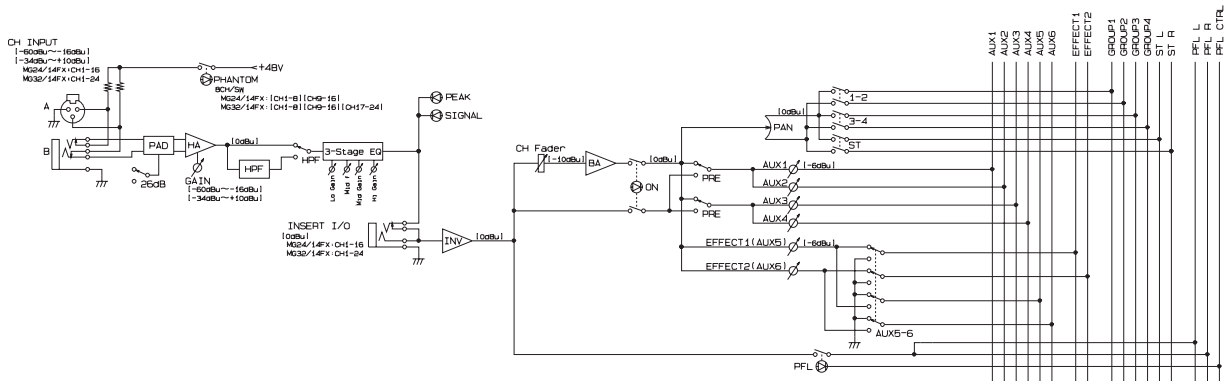 CH INPUT
[-60dBu~-16dBu]
[-34dBu~+10dBu]
MG24/14FX:CH1-16
MG32/14FX:CH1-24
A
B
+48V
PHANTOM
8CH/SW
MG24/14FX:[CH1-8][CH9-16]
MG32/14FX:[CH1-8][CH9-16][CH17-24]
PAD
26dB
HA
GAIN
[-60dBu~-16dBu]
[-34dBu~+10dBu]
[0dBu]
HPF
HPF
3-Stage EQ
Lo Gain
Mid f
Mid Gain
Hi Gain
PEAK
SIGNAL
INSERT I/O
[0dBu]
MG24/14FX:CH1-16
MG32/14FX:CH1-24
INV
[0dBu]
CH Fader
[-10dBu]
BA
[0dBu]
ON
PRE
PRE
[0dBu]
PAN
1-2
3-4
ST
AUX1
[-6dBu]
AUX2
AUX3
AUX4
EFFECT1(AUX5)
[-6dBu]
EFFECT2(AUX6)
AUX5-6
PFL
AUX1
AUX2
AUX3
AUX4
AUX5
AUX6
EFFECT1
EFFECT2
GROUP1
GROUP2
GROUP3
GROUP4
ST L
ST R
PFL L
PFL R
PFL CTRL